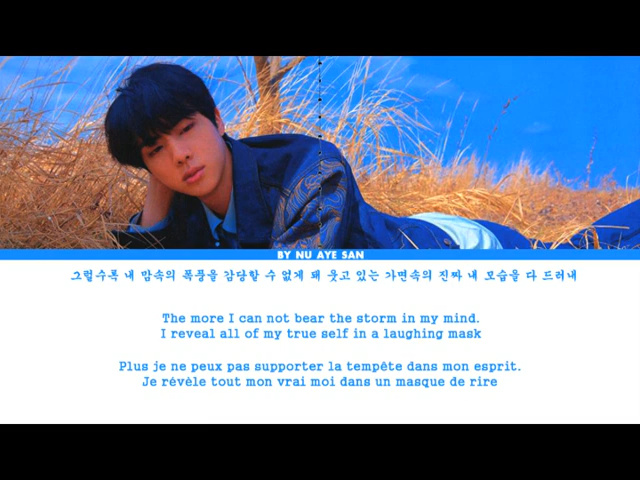 BY NU AYE SAN
그럴수록 내 맘속의 폭풍을 감당할 수 없게 돼 웃고 있는 가면속의 진짜 내 모습을 다 드러내
The more I can not bear the storm in my mind.
I reveal all of my true self in a laughing mask
Plus je ne peux pas supporter la tempête dans mon esprit.
Je révèle tout mon vrai moi dans un masque de rire